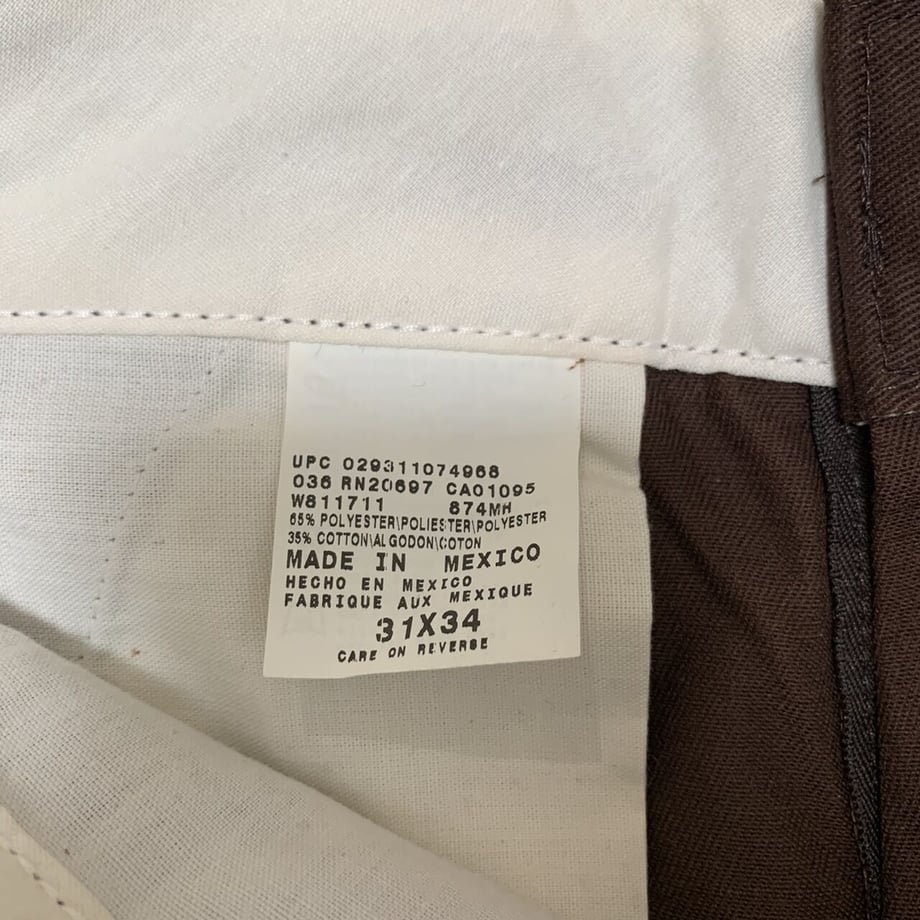 UPC 029311074968
036 RN20697 CA01095
W811711 874MH
65% POLYESTER\POLIESTER\POLYESTER
35% COTTON\ALGODON\COTON
MADE IN MEXICO
HECHO EN MEXICO
FABRIQUE AUX MEXIQUE
31X34
CARE ON REVERSE